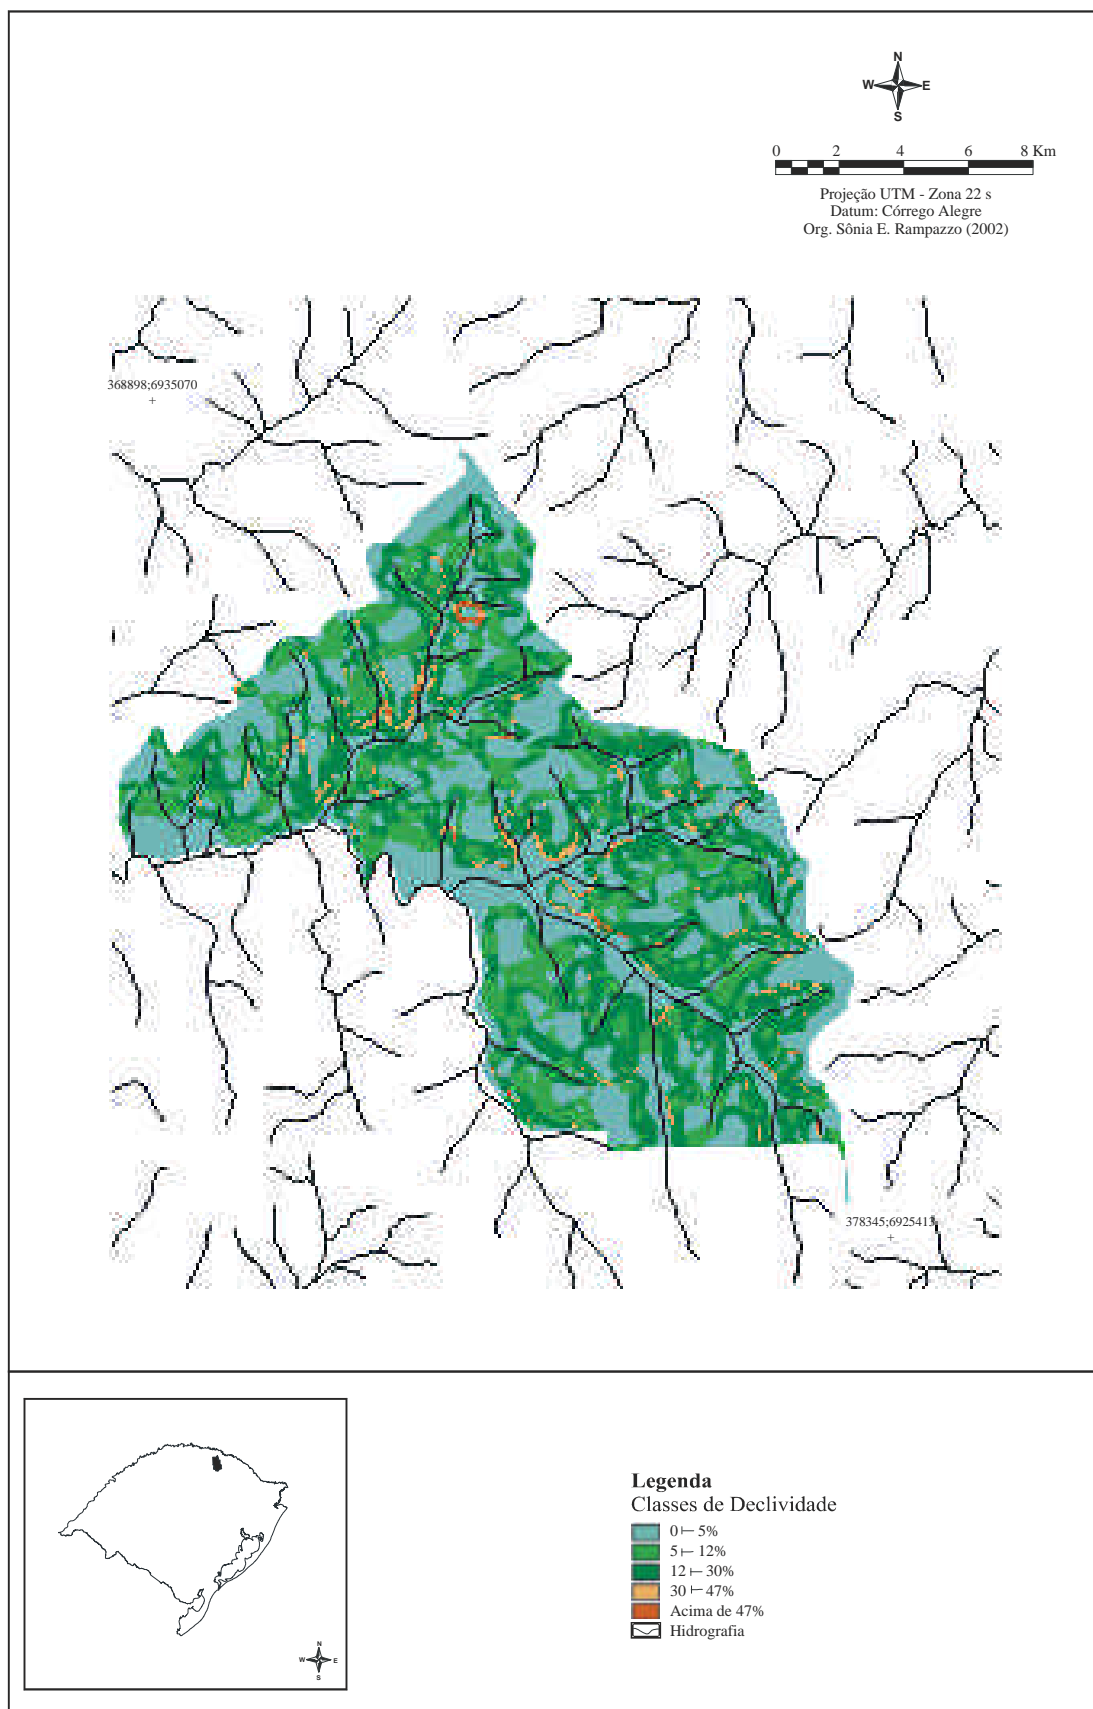 N
W E
S
0 2 4 6 8 Km
Projeção UTM - Zona 22 s
Datum: Córrego Alegre
Org. Sônia E. Rampazzo (2002)
368898;6935070
+
378345;6925413
+
Legenda
Classes de Declividade
0 ⊢ 5%
5 ⊢ 12%
12 ⊢ 30%
30 ⊢ 47%
Acima de 47%
Hidrografia
N
W E
S